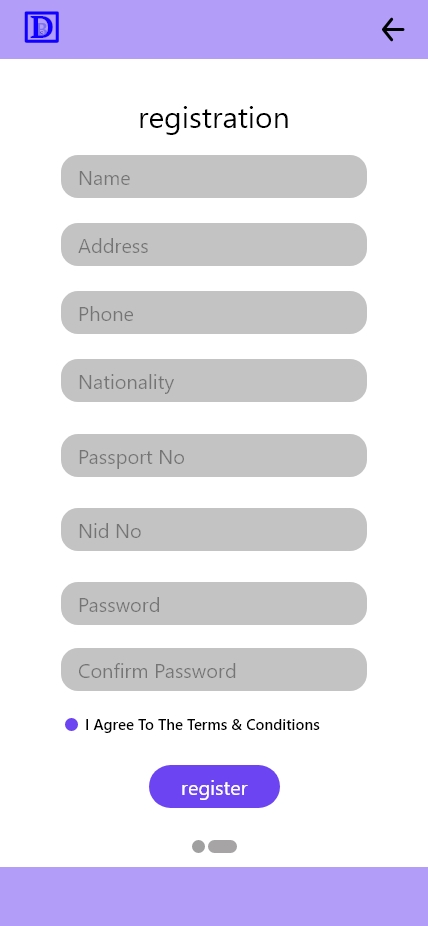 D
registration
Name
Address
Phone
Nationality
Passport No
Nid No
Password
Confirm Password
I Agree To The Terms & Conditions
register